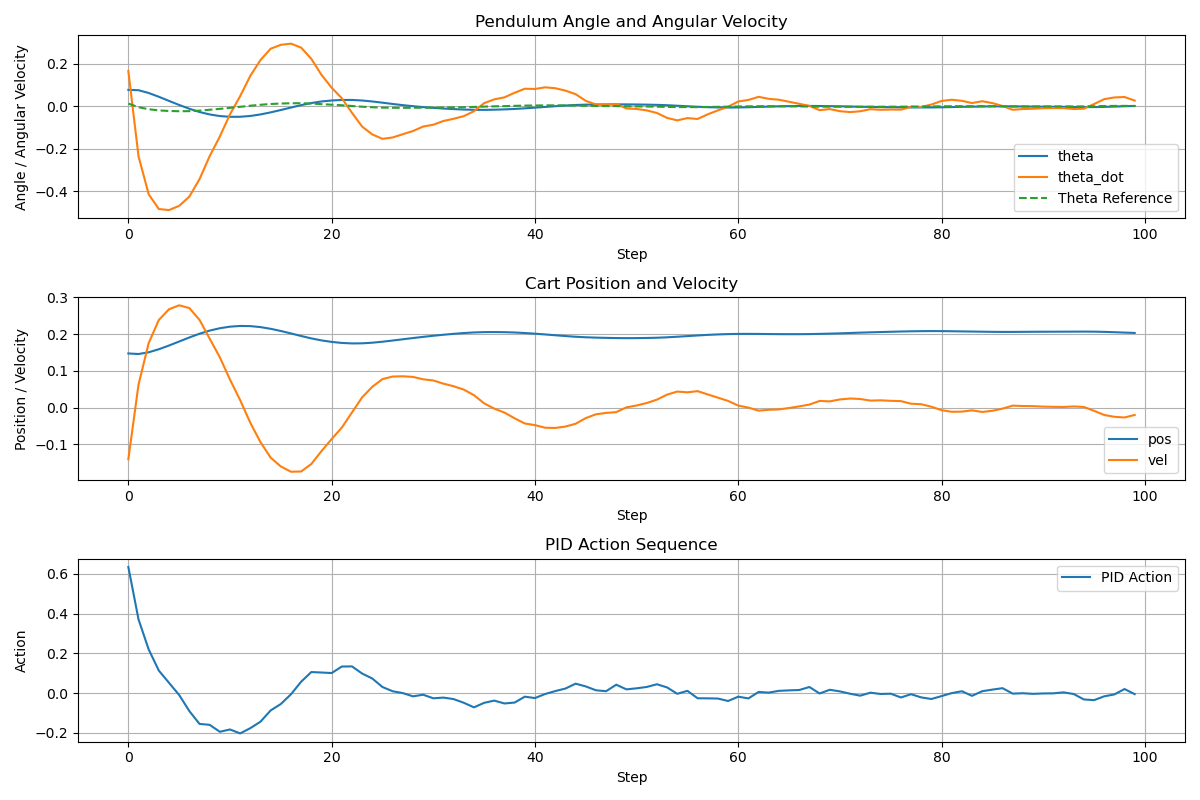 Pendulum Angle and Angular Velocity
Angle / Angular Velocity
0.2
0.0
−0.2
−0.4
theta
theta_dot
Theta Reference
0 20 40 60 80 100
Step
Cart Position and Velocity
Position / Velocity
0.3
0.2
0.1
0.0
−0.1
pos
vel
0 20 40 60 80 100
Step
PID Action Sequence
Action
0.6
0.4
0.2
0.0
−0.2
PID Action
0 20 40 60 80 100
Step